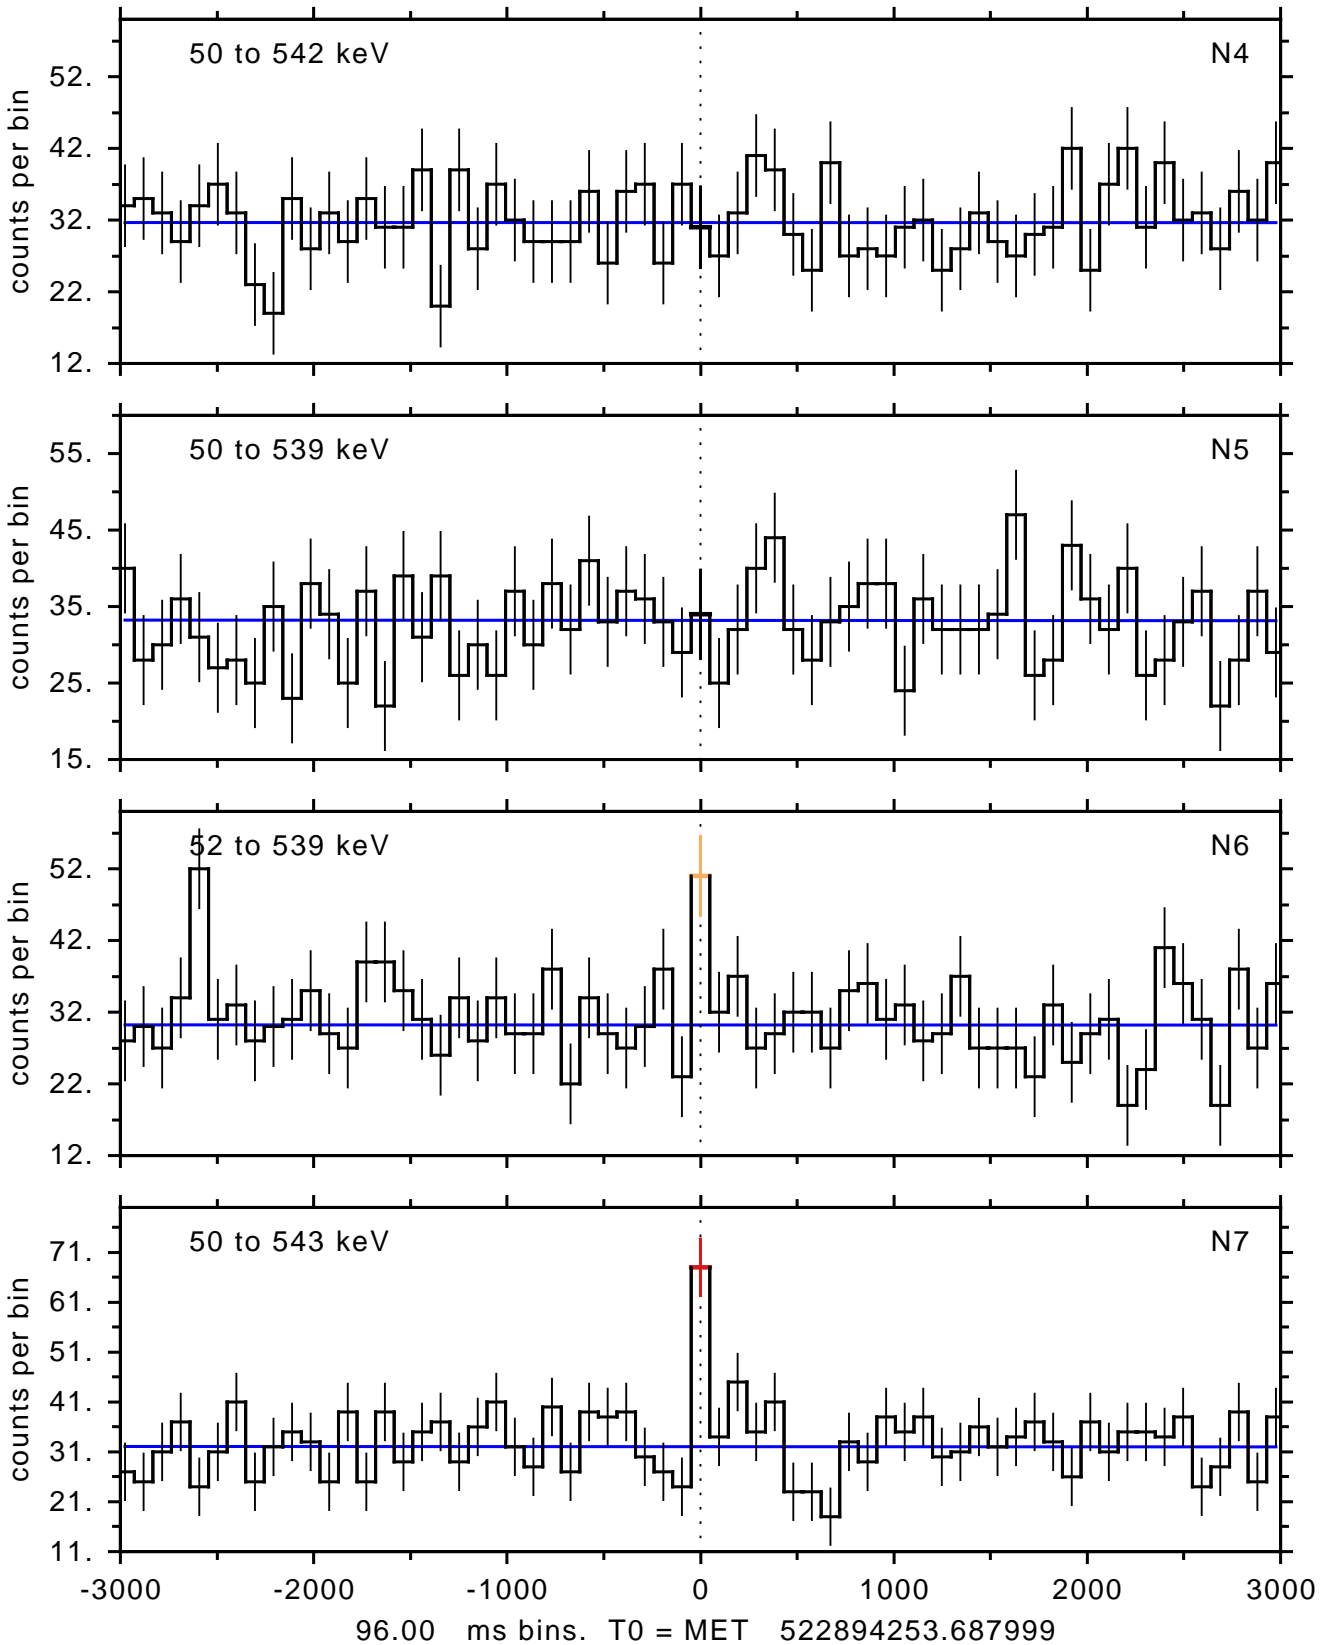 50 to 542 keV N4
counts per bin
52.
42.
32.
22.
12.
50 to 539 keV N5
counts per bin
55.
45.
35.
25.
15.
52 to 539 keV N6
counts per bin
52.
42.
32.
22.
12.
50 to 543 keV N7
counts per bin
71.
61.
51.
41.
31.
21.
11.
-3000 -2000 -1000 0 1000 2000 3000
96.00 ms bins. T0 = MET 522894253.687999